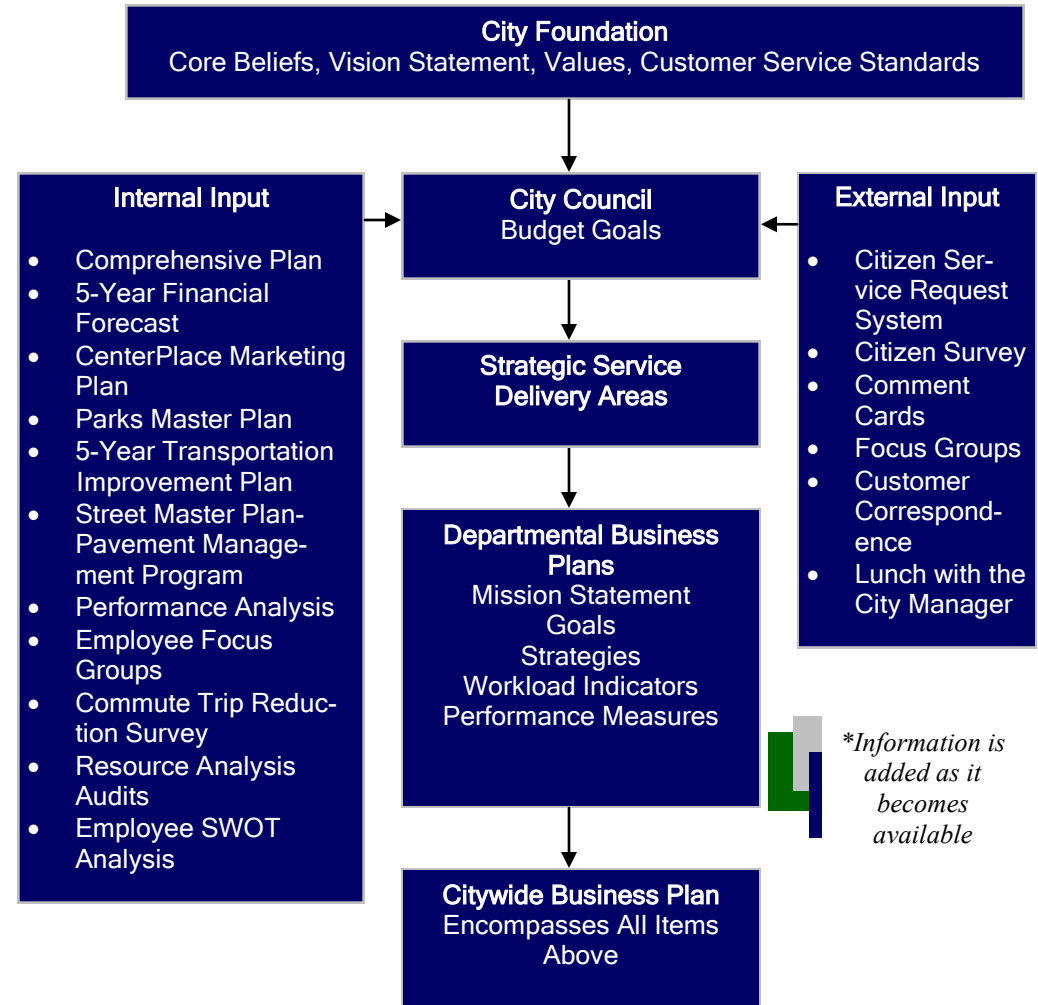 City Foundation
Core Beliefs, Vision Statement, Values, Customer Service Standards
Internal Input
• Comprehensive Plan
• 5-Year Financial
Forecast
• CenterPlace Marketing
Plan
• Parks Master Plan
• 5-Year Transportation
Improvement Plan
• Street Master Plan-
Pavement Manage-
ment Program
• Performance Analysis
• Employee Focus
Groups
• Commute Trip Reduc-
tion Survey
• Resource Analysis
Audits
• Employee SWOT
Analysis
City Council
Budget Goals
Strategic Service
Delivery Areas
Departmental Business
Plans
Mission Statement
Goals
Strategies
Workload Indicators
Performance Measures
Citywide Business Plan
Encompasses All Items
Above
External Input
• Citizen Ser-
vice Request
System
• Citizen Survey
• Comment
Cards
• Focus Groups
• Customer
Correspond-
ence
• Lunch with the
City Manager
*Information is
added as it
becomes
available